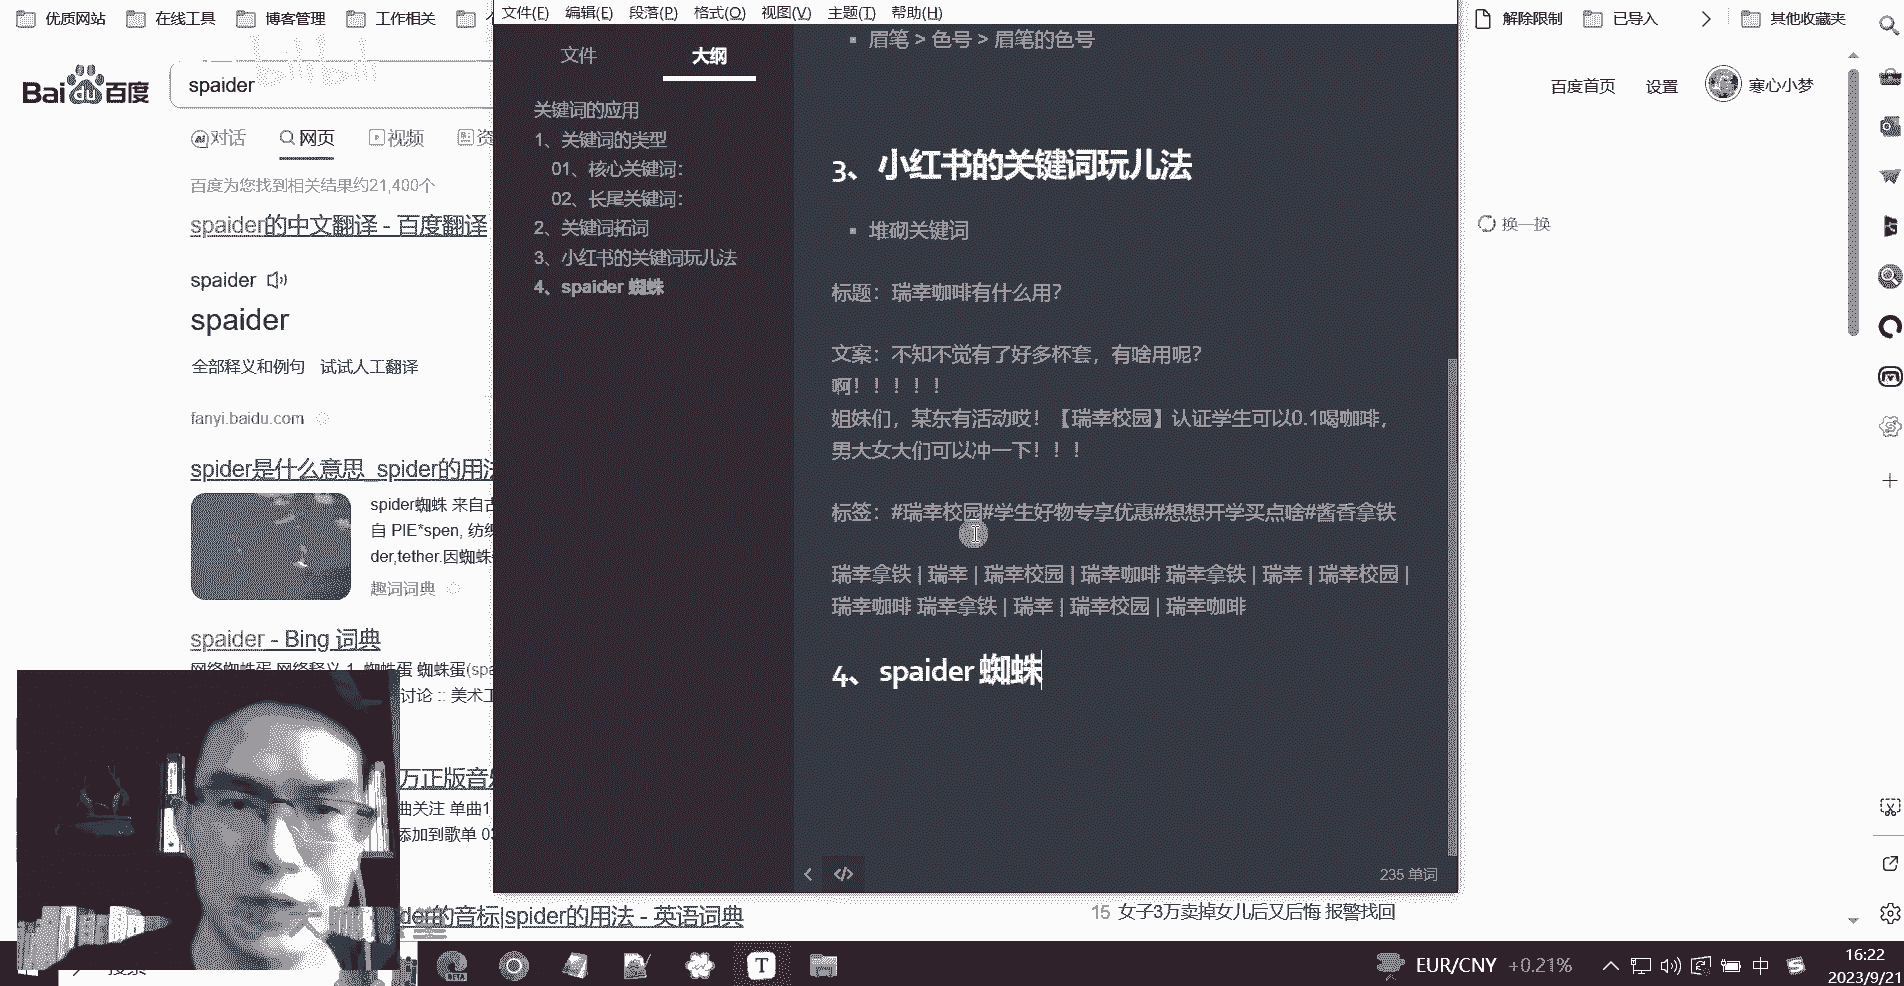 优质网站 在线工具 博客管理 工作相关
文件(F) 编辑(E) 段落(P) 格式(O) 视图(V) 主题(T) 帮助(H)
解除限制 已导入 其他收藏夹
bilibili
Bai du 百度
spaider
百度首页 设置 寒心小梦
对话 网页 视频 资
百度为您找到相关结果约21,400个
spaider的中文翻译 - 百度翻译
spaider
spaider
全部释义和例句 试试人工翻译
fanyi.baidu.com
spider是什么意思_spider的用法
spider蜘蛛 来自古
自 PIE*spen, 纺织
der,tether.因蜘蛛
趣词词典
spaider - Bing 词典
网络蜘蛛蛋 网络释义 1. 蜘蛛蛋 蜘蛛蛋(spa
讨论 :: 美术工
万正版音乐
曲关注 单曲1
添加到歌单 03
der的音标|spider的用法 - 英语词典
文件 大纲
关键词的应用
1、关键词的类型
01、核心关键词:
02、长尾关键词:
2、关键词拓词
3、小红书的关键词玩儿法
4、spaider 蜘蛛
眉笔 > 色号 > 眉笔的色号
3、小红书的关键词玩儿法
堆砌关键词
标题：瑞幸咖啡有什么用?
文案：不知不觉有了好多杯套，有啥用呢?
啊！！！！！
姐妹们，某东有活动哎！【瑞幸校园】认证学生可以0.1喝咖啡，
男大女大们可以冲一下！！！
标签：#瑞幸校园#学生好物专享优惠#想想开学买点啥#酱香拿铁
瑞幸拿铁 | 瑞幸 | 瑞幸校园 | 瑞幸咖啡 瑞幸拿铁 | 瑞幸 | 瑞幸校园 |
瑞幸咖啡 瑞幸拿铁 | 瑞幸 | 瑞幸校园 | 瑞幸咖啡
4、spaider 蜘蛛
235 单词
换一换
15 女子3万卖掉女儿后又后悔 报警找回
BETA
T
EUR/CNY +0.21%
中
16:22
2023/9/21